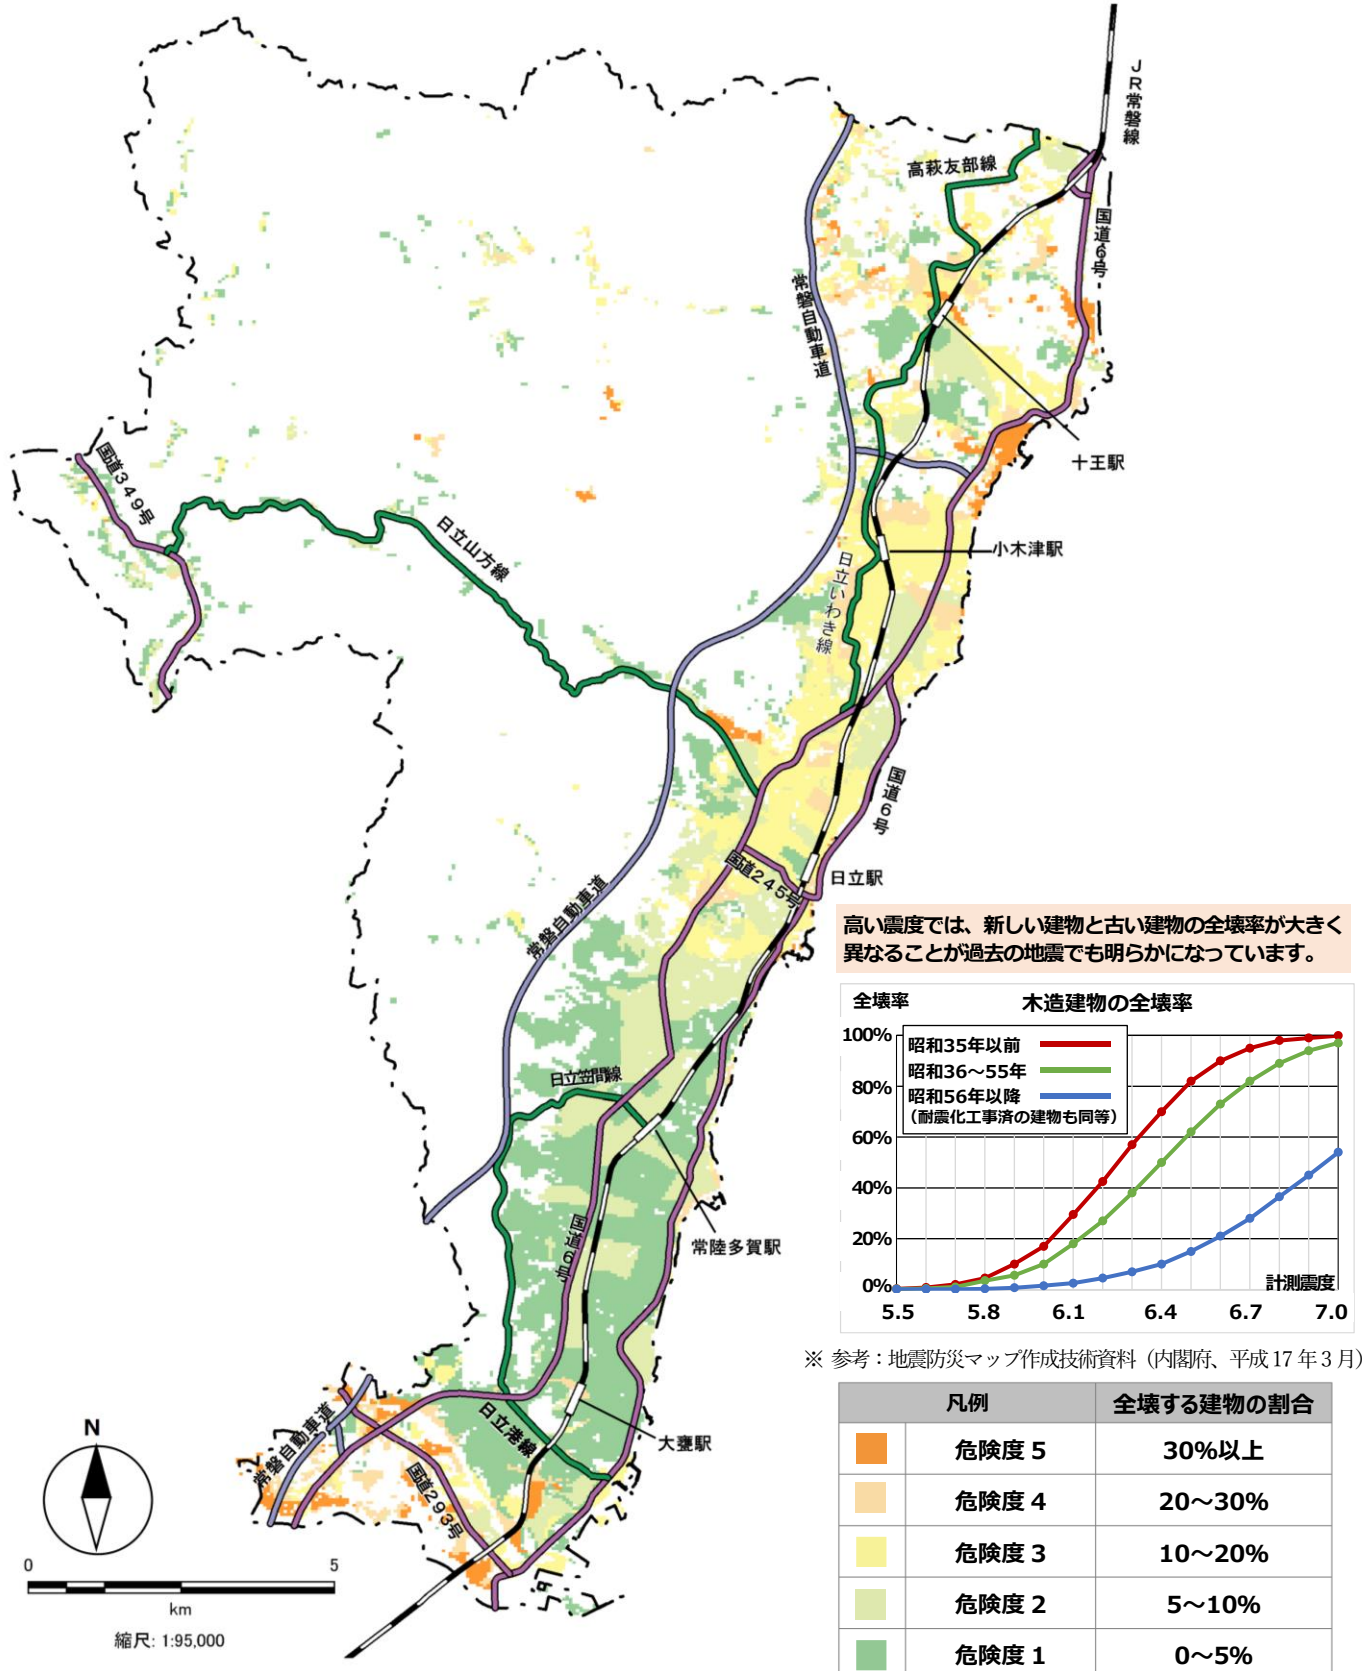 JR常磐線
高萩友部線
国道6号
常磐自動車道
十王駅
国道349号
日立山方線
小木津駅
日立いわき線
国道6号
日立駅
国道245号
常磐自動車道
日立笠間線
常陸多賀駅
国道6号
日立港線
大甕駅
常磐自動車道
国道293号
N
0 5
km
縮尺: 1:95,000
高い震度では、新しい建物と古い建物の全壊率が大きく
異なることが過去の地震でも明らかになっています。
全壊率 木造建物の全壊率
100%
80%
60%
40%
20%
0%
昭和35年以前
昭和36～55年
昭和56年以降
（耐震化工事済の建物も同等）
計測震度
5.5 5.8 6.1 6.4 6.7 7.0
※ 参考：地震防災マップ作成技術資料（内閣府、平成17年3月）
凡例 全壊する建物の割合
危険度5 30%以上
危険度4 20～30%
危険度3 10～20%
危険度2 5～10%
危険度1 0～5%